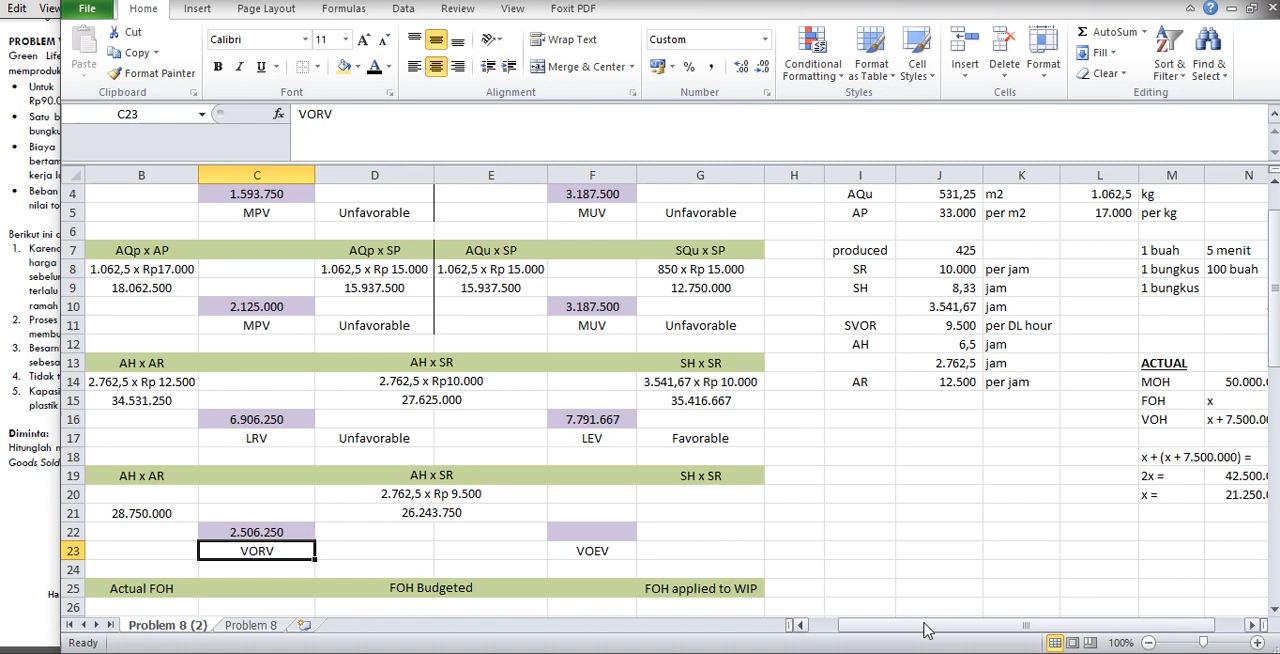 Edit View
File Home Insert Page Layout Formulas Data Review View Foxit PDF
Paste Cut Copy Format Painter
Calibri 11
B I U
Wrap Text
Merge & Center
Custom
% ,
Conditional Formatting Format as Table Cell Styles
Insert Delete Format
AutoSum Fill Clear Sort & Filter Find & Select
Clipboard Font Alignment Number Styles Cells Editing
C23 fx VORV
B C D E F G H I J K L M N
4 1.593.750 3.187.500 AQu 531,25 m2 1.062,5 kg
5 MPV Unfavorable MUV Unfavorable AP 33.000 per m2 17.000 per kg
6
7 AQp x AP AQp x SP AQu x SP SQu x SP produced 425 1 buah 5 menit
8 1.062,5 x Rp17.000 1.062,5 x Rp 15.000 1.062,5 x Rp 15.000 850 x Rp 15.000 SR 10.000 per jam 1 bungkus 100 buah
9 18.062.500 15.937.500 15.937.500 12.750.000 SH 8,33 jam 1 bungkus
10 2.125.000 3.187.500 3.541,67 jam
11 MPV Unfavorable MUV Unfavorable SVOR 9.500 per DL hour
12 AH 6,5 jam
13 AH x AR AH x SR SH x SR 2.762,5 jam ACTUAL
14 2.762,5 x Rp 12.500 2.762,5 x Rp10.000 3.541,67 x Rp 10.000 AR 12.500 per jam MOH 50.000.0
15 34.531.250 27.625.000 35.416.667 FOH x
16 6.906.250 7.791.667 VOH x + 7.500.0
17 LRV Unfavorable LEV Favorable
18 x + (x + 7.500.000) =
19 AH x AR AH x SR SH x SR 2x = 42.500.0
20 2.762,5 x Rp 9.500 x = 21.250.0
21 28.750.000 26.243.750
22 2.506.250
23 VORV VOEV
24
25 Actual FOH FOH Budgeted FOH applied to WIP
26
Problem 8 (2) Problem 8
Ready 100%
PROBLEM
Green Life
memproduk
Untuk
Rp90.0
Satu b
bungku
Biaya
bertam
kerja l
Beban
nilai to
Berikut ini c
1. Karena
harga
sebelur
terlalu
ramah
2. Proses
membu
3. Besarn
sebesa
4. Tidak t
5. Kapasi
plastik
Diminta:
Hitunglah n
Goods Sold
Ha